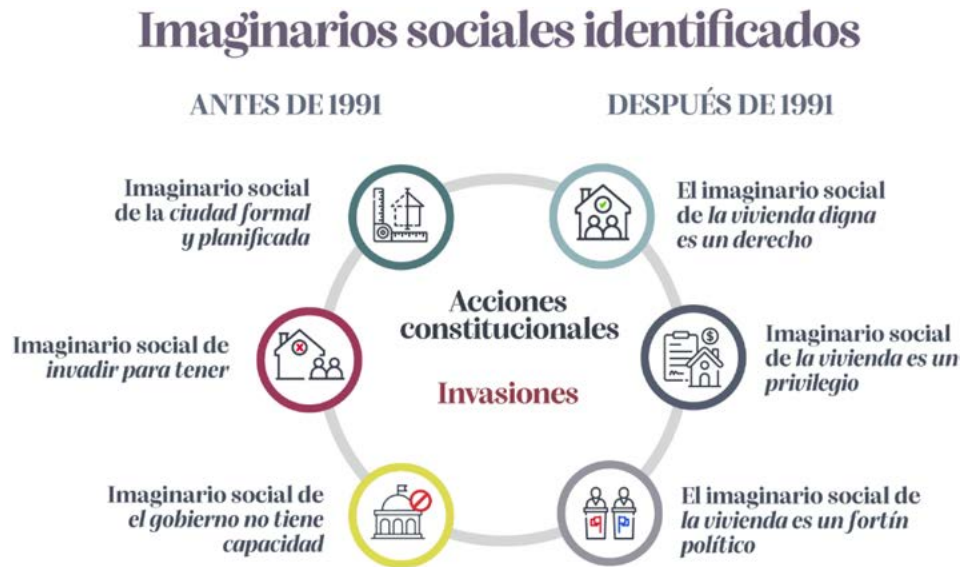 Imaginarios sociales identificados
ANTES DE 1991
DESPUÉS DE 1991
Imaginario social
de la ciudad formal
y planificada
El imaginario social
de la vivienda digna
es un derecho
Acciones
constitucionales
Invasiones
Imaginario social de
invadir para tener
Imaginario social
de la vivienda es un
privilegio
Imaginario social de
el gobierno no tiene
capacidad
El imaginario social de
la vivienda es un fortín
político